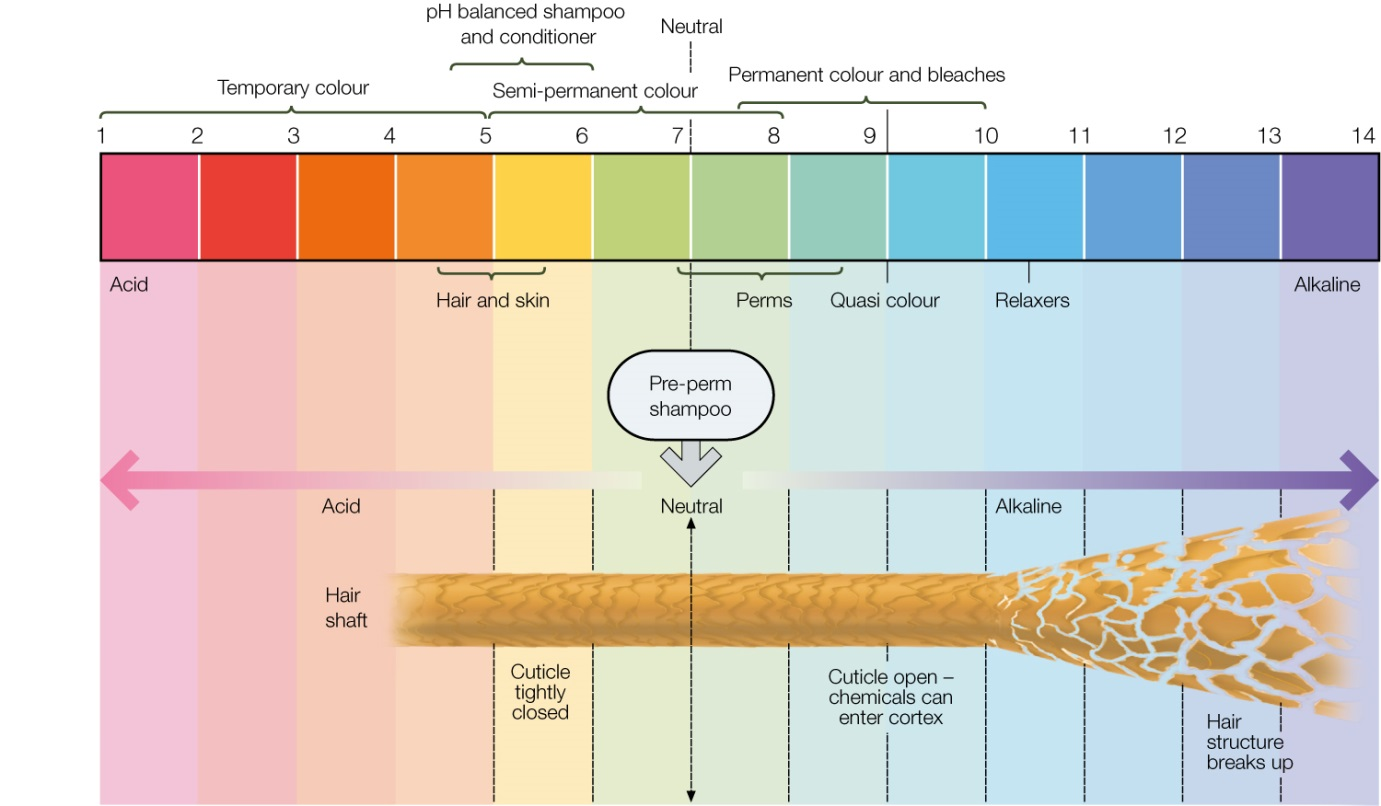 pH balanced shampoo
and conditioner
Neutral
Permanent colour and bleaches
Temporary colour
Semi-permanent colour
1 2 3 4 5 6 7 8 9 10 11 12 13 14
Acid
Alkaline
Hair and skin
Perms
Quasi colour
Relaxers
Pre-perm
shampoo
Acid
Neutral
Alkaline
Hair
shaft
Cuticle
tightly
closed
Cuticle open –
chemicals can
enter cortex
Hair
structure
breaks up